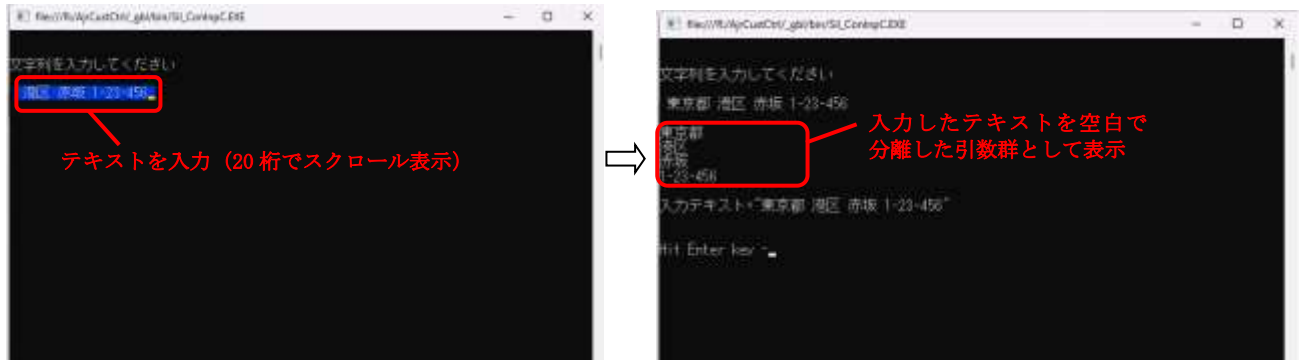 文字列を入力してください
港区 赤坂 1-23-456
テキストを入力（20 桁でスクロール表示）
文字列を入力してください
東京都 港区 赤坂 1-23-456
東京都
港区
赤坂
1-23-456
入力したテキストを空白で
分離した引数群として表示
入力テキスト="東京都 港区 赤坂 1-23-456"
Hit Enter key -